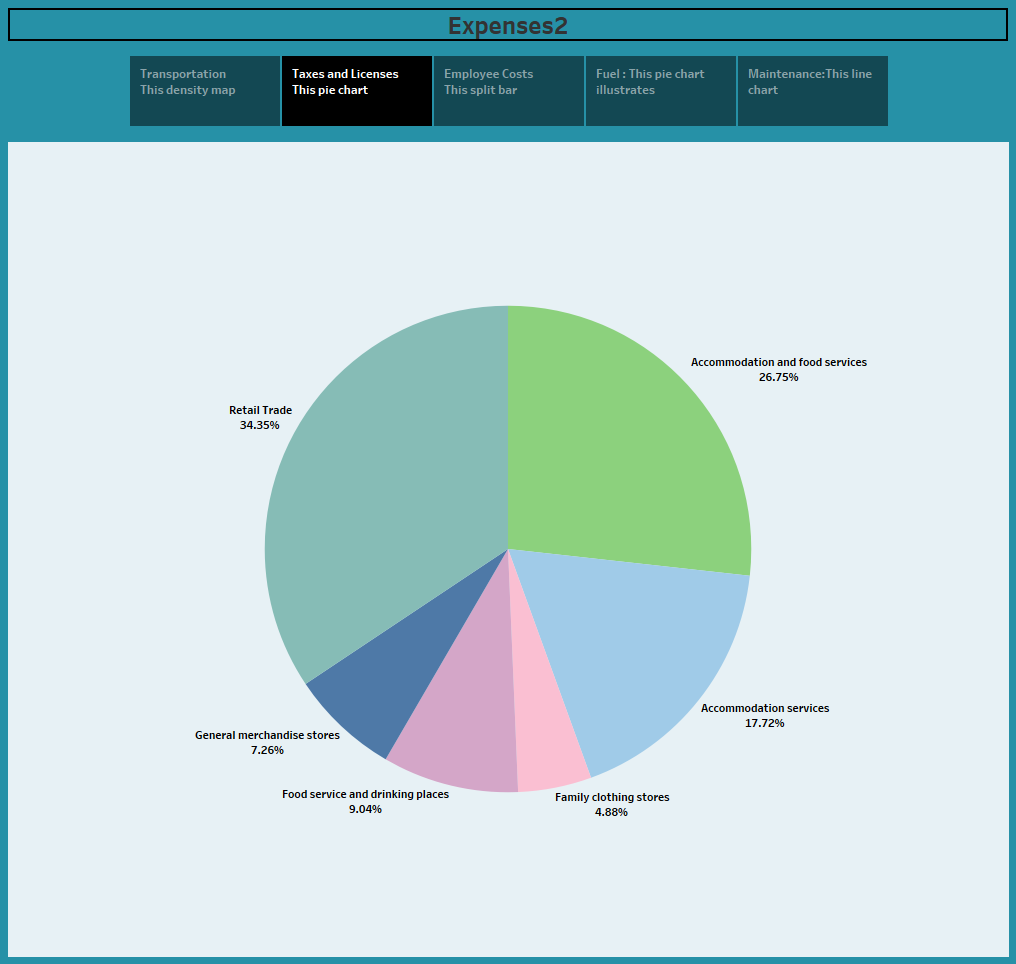 Expenses2
Transportation
This density map
Taxes and Licenses
This pie chart
Employee Costs
This split bar
Fuel : This pie chart
illustrates
Maintenance:This line
chart
Accommodation and food services
26.75%
Retail Trade
34.35%
Accommodation services
17.72%
General merchandise stores
7.26%
Food service and drinking places
9.04%
Family clothing stores
4.88%